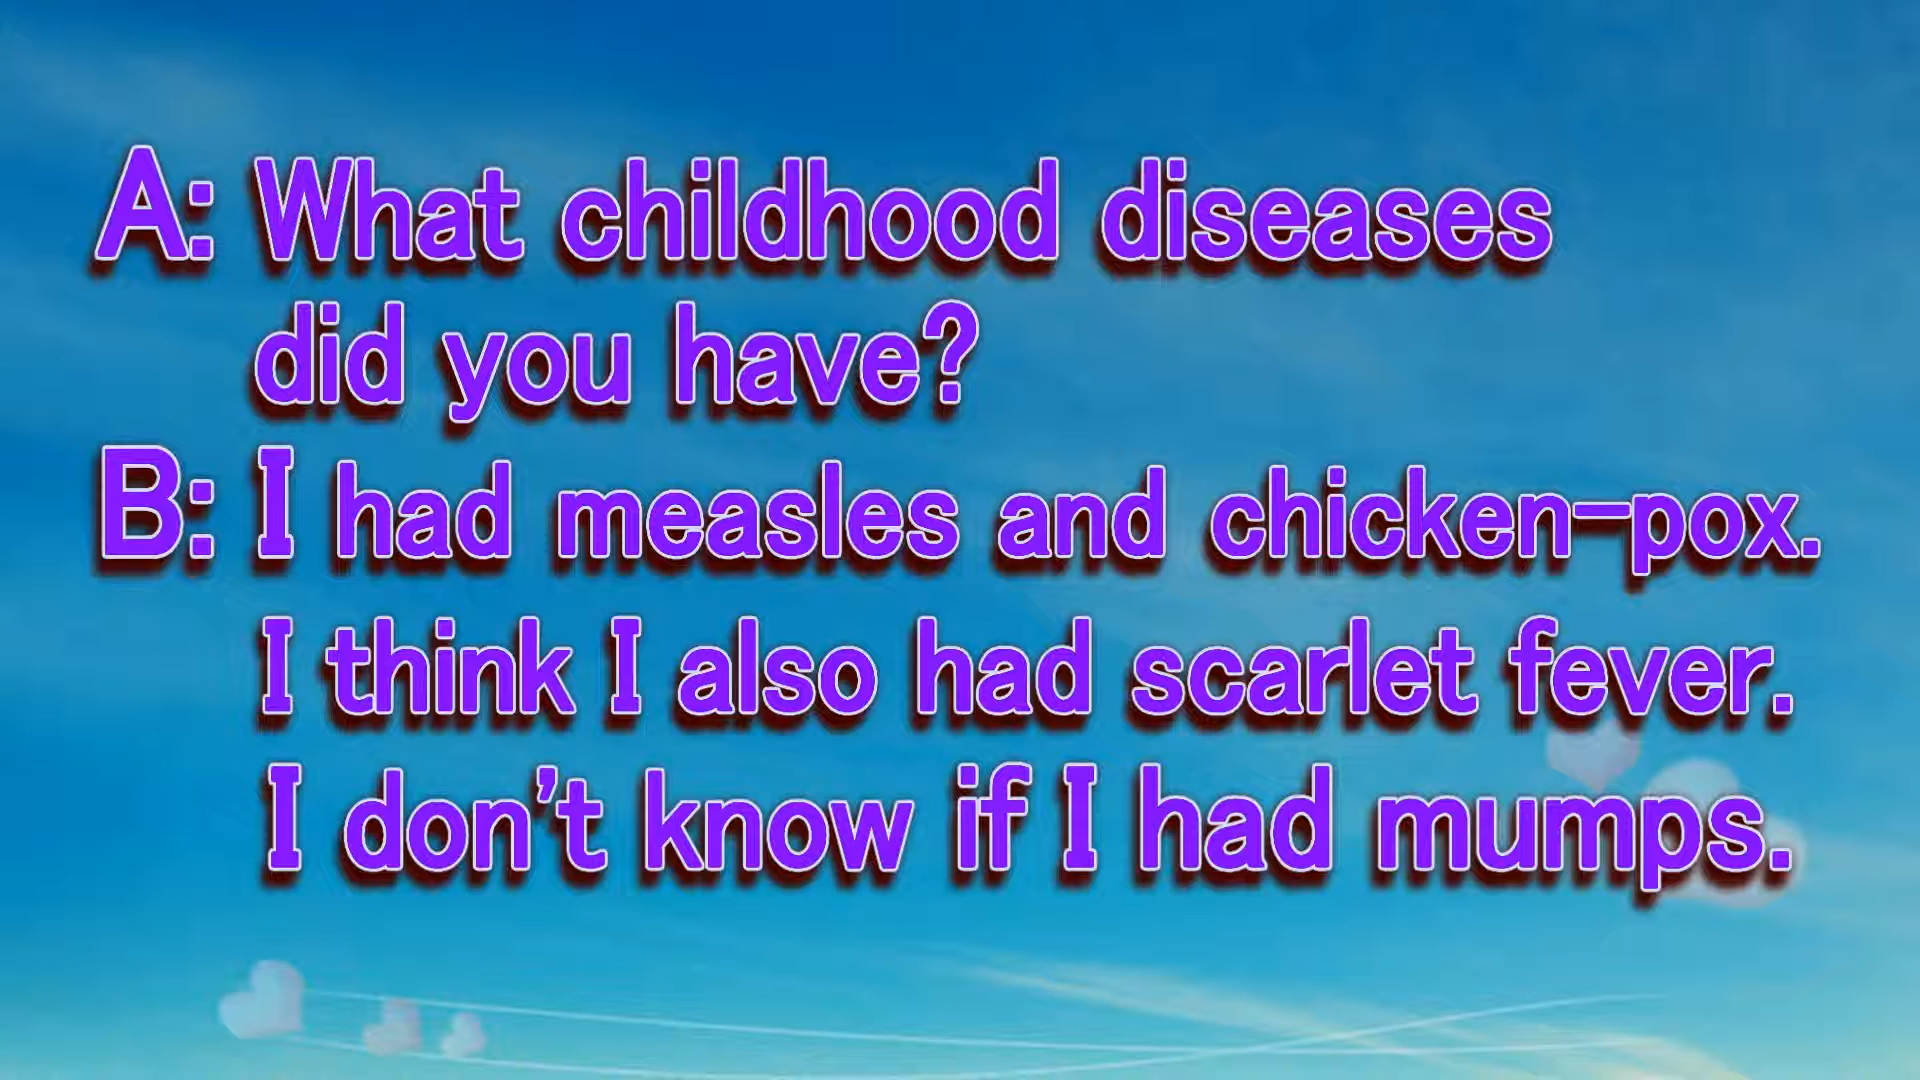 A: What childhood diseases
did you have?
B: I had measles and chicken-pox.
I think I also had scarlet fever.
I don't know if I had mumps.